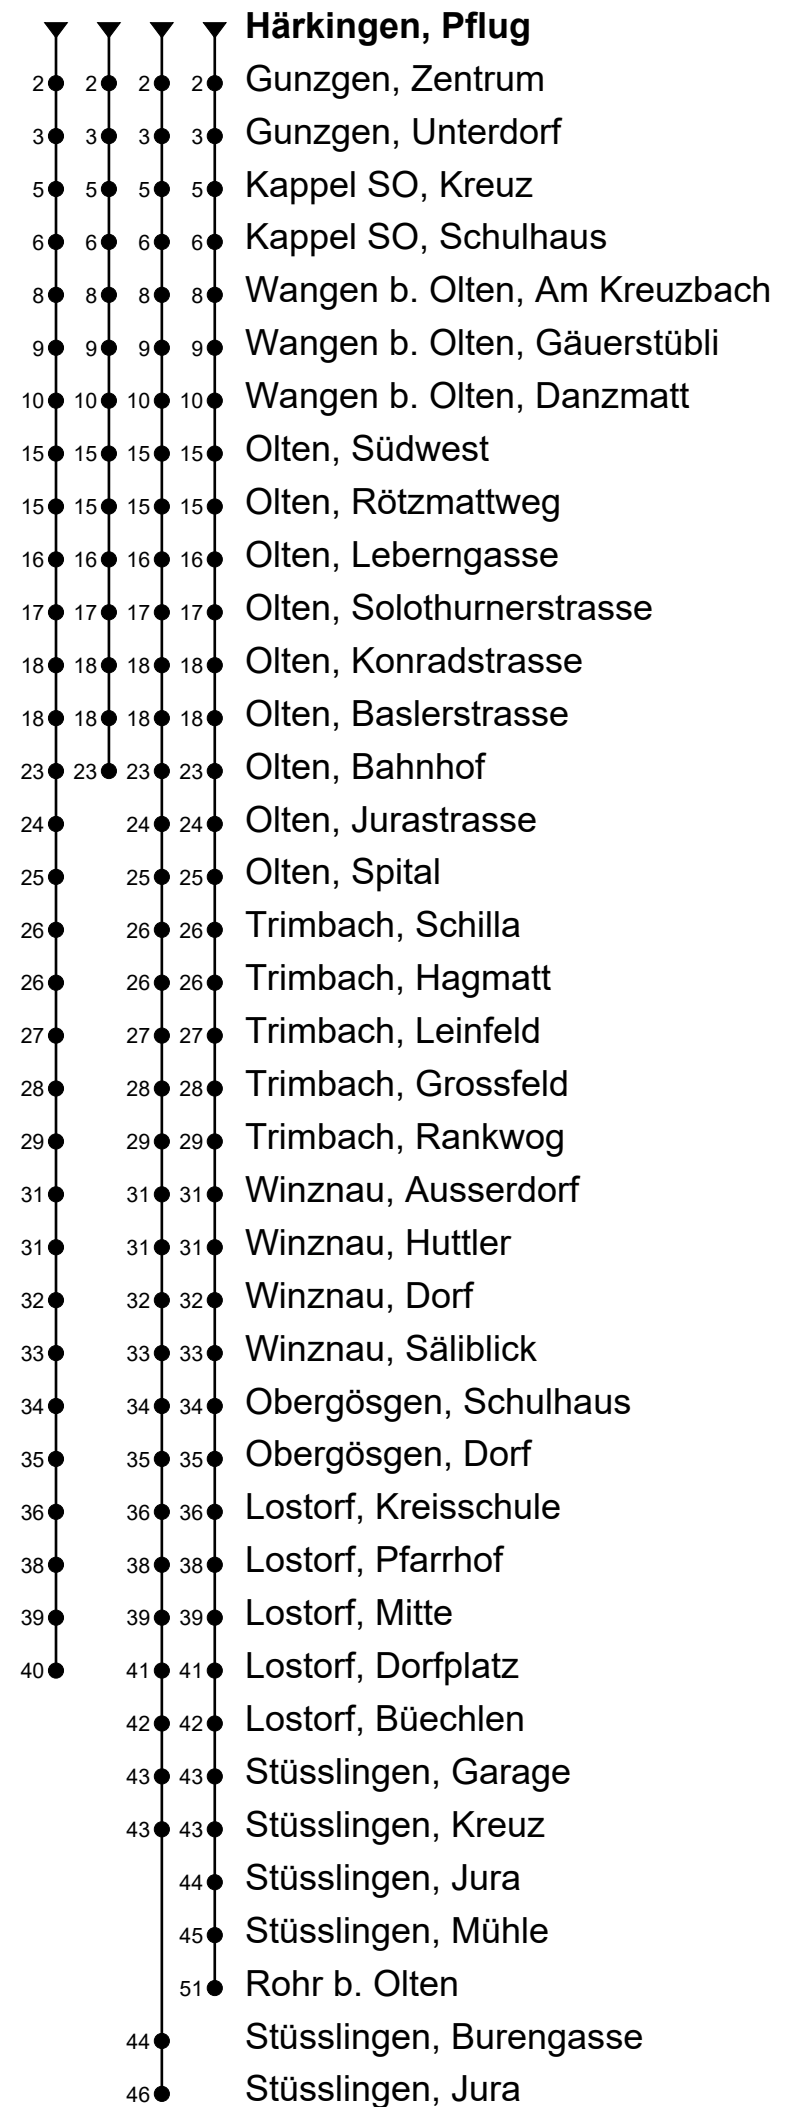 Härkingen, Pflug
2 2 2 2 Gunzgen, Zentrum
3 3 3 3 Gunzgen, Unterdorf
5 5 5 5 Kappel SO, Kreuz
6 6 6 6 Kappel SO, Schulhaus
8 8 8 8 Wangen b. Olten, Am Kreuzbach
9 9 9 9 Wangen b. Olten, Gäuerstübli
10 10 10 10 Wangen b. Olten, Danzmatt
15 15 15 15 Olten, Südwest
15 15 15 15 Olten, Rötzmattweg
16 16 16 16 Olten, Leberngasse
17 17 17 17 Olten, Solothurnerstrasse
18 18 18 18 Olten, Konradstrasse
18 18 18 18 Olten, Baslerstrasse
23 23 23 23 Olten, Bahnhof
24 24 24 Olten, Jurastrasse
25 25 25 Olten, Spital
26 26 26 Trimbach, Schilla
26 26 26 Trimbach, Hagmatt
27 27 27 Trimbach, Leinfeld
28 28 28 Trimbach, Grossfeld
29 29 29 Trimbach, Rankwog
31 31 31 Winznau, Ausserdorf
31 31 31 Winznau, Huttler
32 32 32 Winznau, Dorf
33 33 33 Winznau, Säliblick
34 34 34 Obergösgen, Schulhaus
35 35 35 Obergösgen, Dorf
36 36 36 Lostorf, Kreisschule
38 38 38 Lostorf, Pfarrhof
39 39 39 Lostorf, Mitte
40 41 41 Lostorf, Dorfplatz
42 42 Lostorf, Büechlen
43 43 Stüsslingen, Garage
43 43 Stüsslingen, Kreuz
44 Stüsslingen, Jura
45 Stüsslingen, Mühle
51 Rohr b. Olten
44 Stüsslingen, Burengasse
46 Stüsslingen, Jura